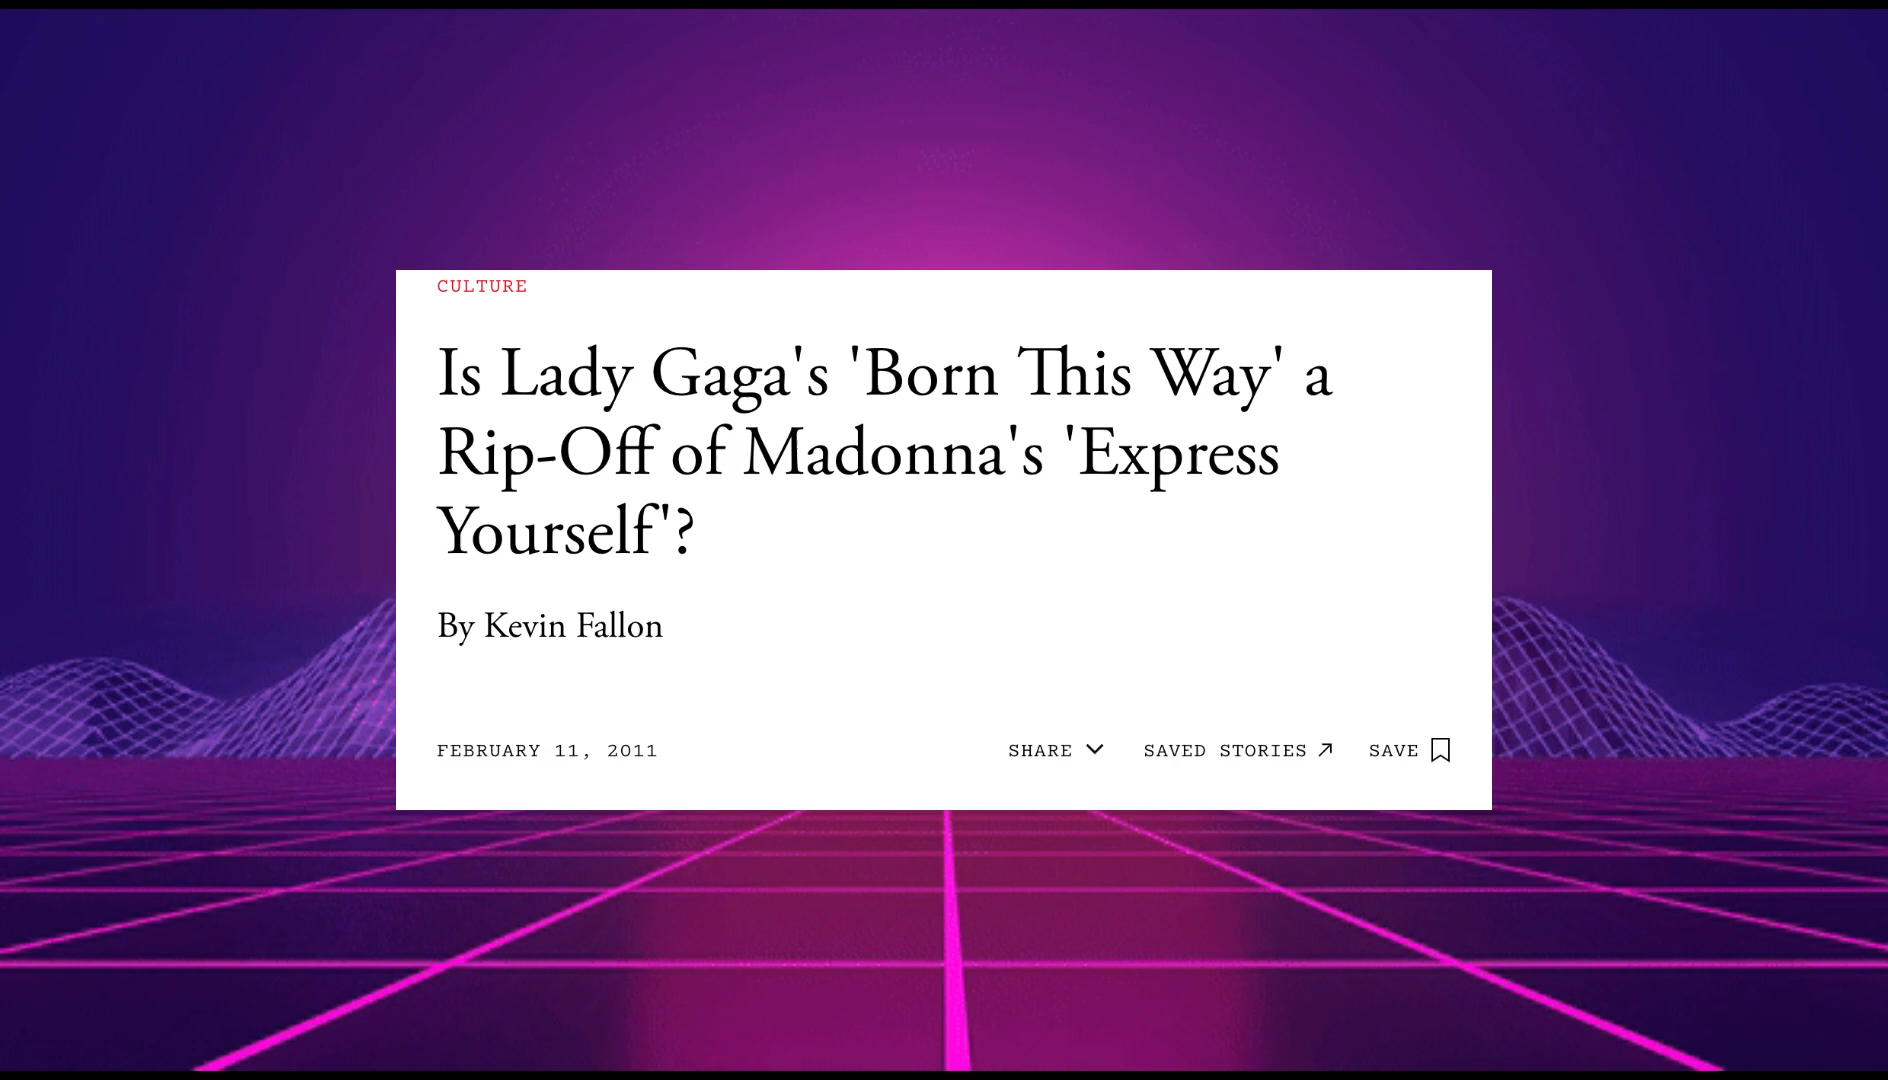 CULTURE
Is Lady Gaga's 'Born This Way' a
Rip-Off of Madonna's 'Express
Yourself'?
By Kevin Fallon
FEBRUARY 11, 2011 SHARE SAVED STORIES SAVE